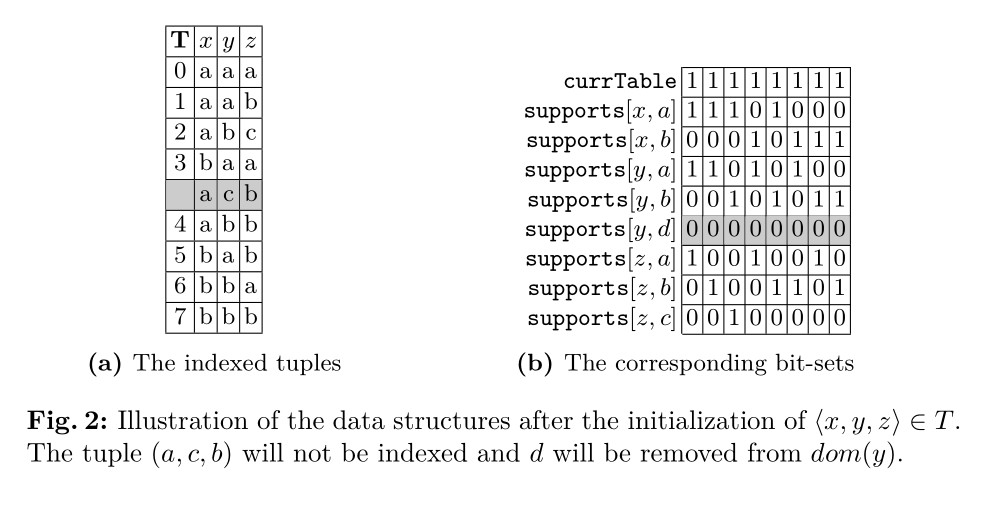 T x y z
0 a a a
1 a a b
2 a b c
3 b a a
a c b
4 a b b
5 b a b
6 b b a
7 b b b
(a) The indexed tuples
currTable 1 1 1 1 1 1 1 1
supports[x, a] 1 1 1 0 1 0 0 0
supports[x, b] 0 0 0 1 0 1 1 1
supports[y, a] 1 1 0 1 0 1 0 0
supports[y, b] 0 0 1 0 1 0 1 1
supports[y, d] 0 0 0 0 0 0 0 0
supports[z, a] 1 0 0 1 0 0 1 0
supports[z, b] 0 1 0 0 1 1 0 1
supports[z, c] 0 0 1 0 0 0 0 0
(b) The corresponding bit-sets
Fig. 2: Illustration of the data structures after the initialization of ⟨x, y, z⟩ ∈ T.
The tuple (a, c, b) will not be indexed and d will be removed from dom(y).